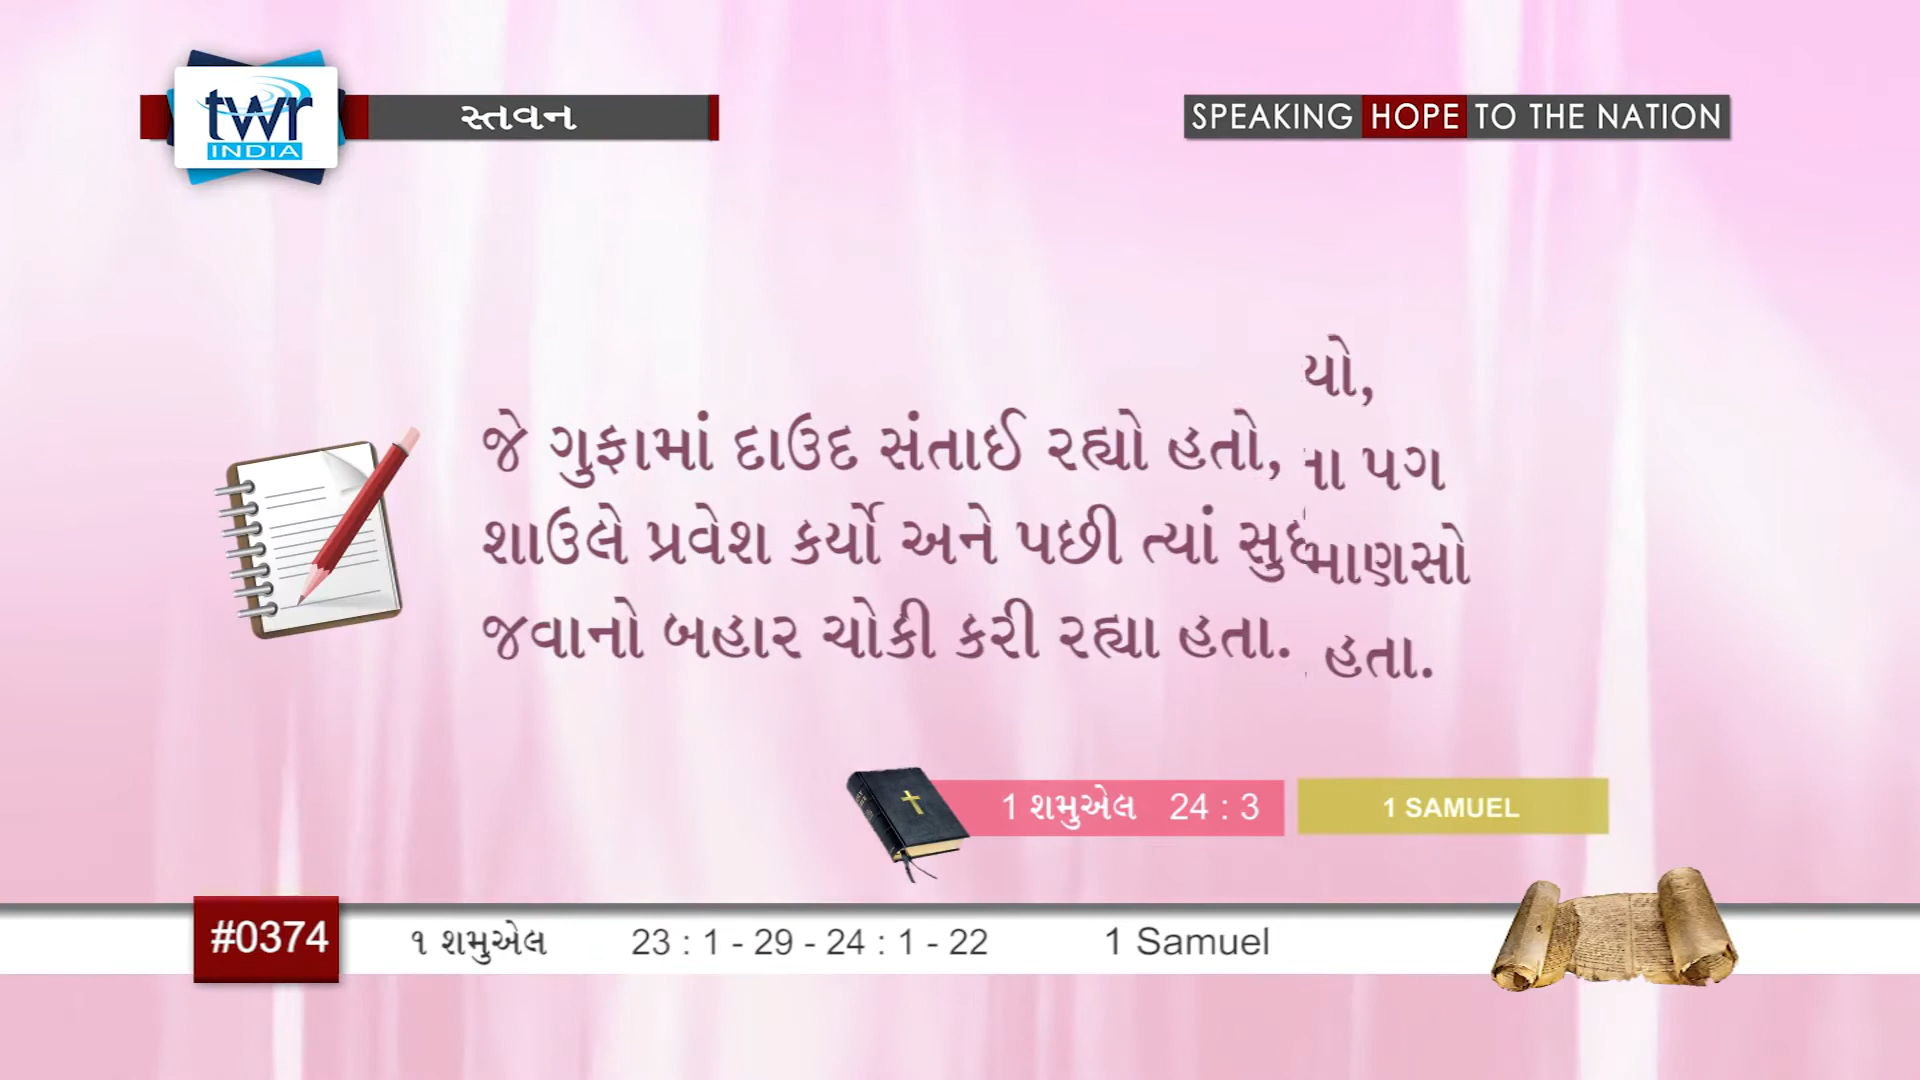 twr
INDIA
સ્તવન
SPEAKING HOPE TO THE NATION
યો,
જે ગુફામાં દાઉદ સંતાઈ રહ્યો હતો,
પગ
શાઉલે પ્રવેશ કર્યો અને પછી ત્યાં
માણસો
જવાનો બહાર ચોકી કરી રહ્યા હતા.
હતા.
1 શમુએલ 24 : 3
1 SAMUEL
#0374
૧ શમુએલ 23 : 1 - 29 - 24 : 1 - 22 1 Samuel